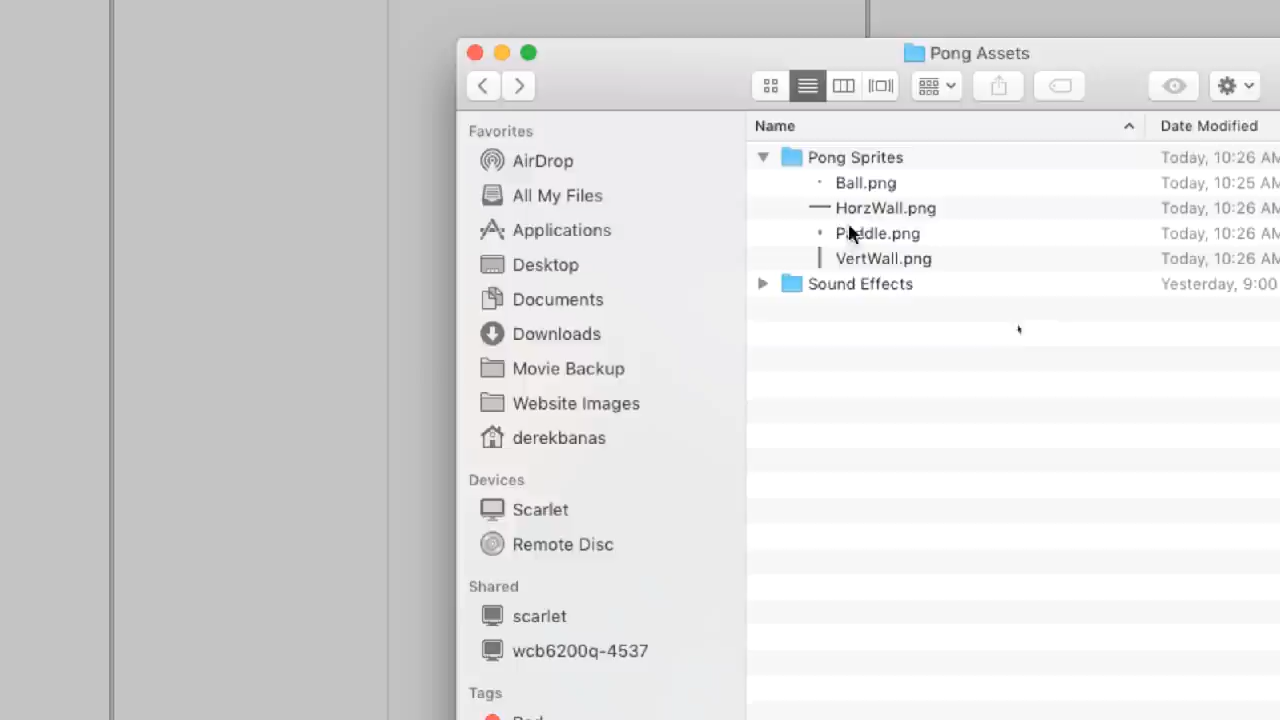 Pong Assets
Favorites
AirDrop
All My Files
Applications
Desktop
Documents
Downloads
Movie Backup
Website Images
derekbanas
Devices
Scarlet
Remote Disc
Shared
scarlet
wcb6200q-4537
Tags
Name Date Modified
Pong Sprites Today, 10:26 AM
Ball.png Today, 10:25 AM
HorzWall.png Today, 10:26 AM
Paddle.png Today, 10:26 AM
VertWall.png Today, 10:26 AM
Sound Effects Yesterday, 9:00